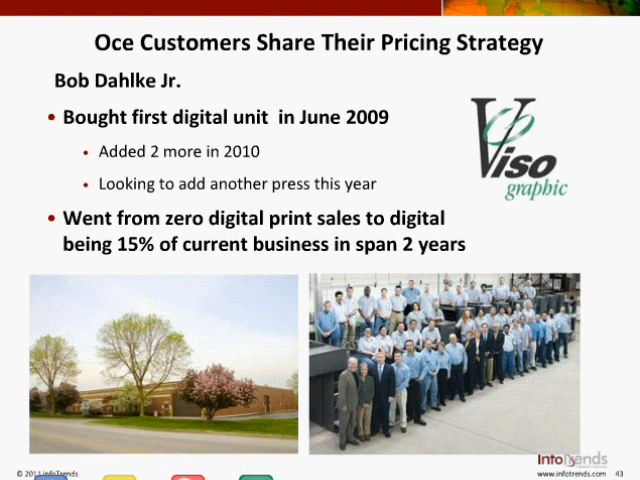 Oce Customers Share Their Pricing Strategy
Bob Dahlke Jr.
• Bought first digital unit in June 2009
• Added 2 more in 2010
• Looking to add another press this year
• Went from zero digital print sales to digital
being 15% of current business in span 2 years
Viso
graphic
InfoTrends
© 2011 InfoTrends
www.infotrends.com 43